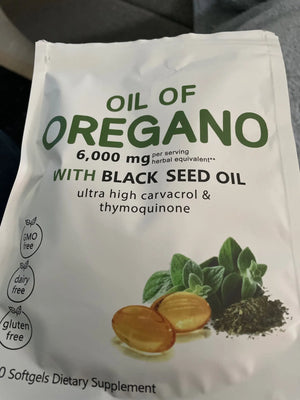 OIL OF
OREGANO
6,000 mg per serving
herbal equivalent**
WITH BLACK SEED OIL
ultra high carvacrol &
thymoquinone
GMO
free
dairy
free
gluten
free
0 Softgels Dietary Supplement